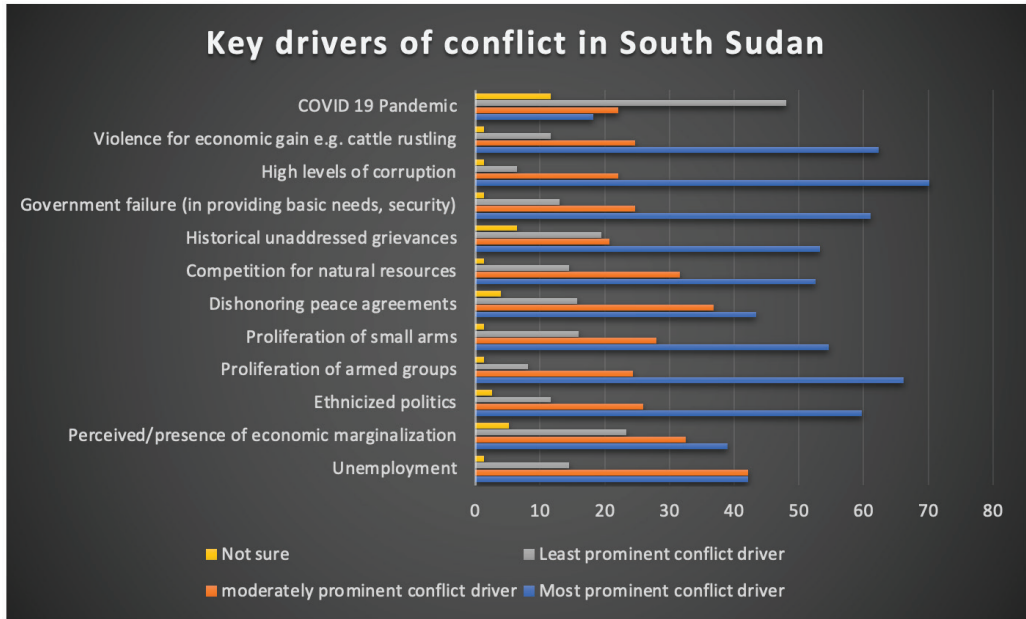 Key drivers of conflict in South Sudan
COVID 19 Pandemic
Violence for economic gain e.g. cattle rustling
High levels of corruption
Government failure (in providing basic needs, security)
Historical unaddressed grievances
Competition for natural resources
Dishonoring peace agreements
Proliferation of small arms
Proliferation of armed groups
Ethnicized politics
Perceived/presence of economic marginalization
Unemployment
0 10 20 30 40 50 60 70 80
Not sure Least prominent conflict driver
moderately prominent conflict driver Most prominent conflict driver